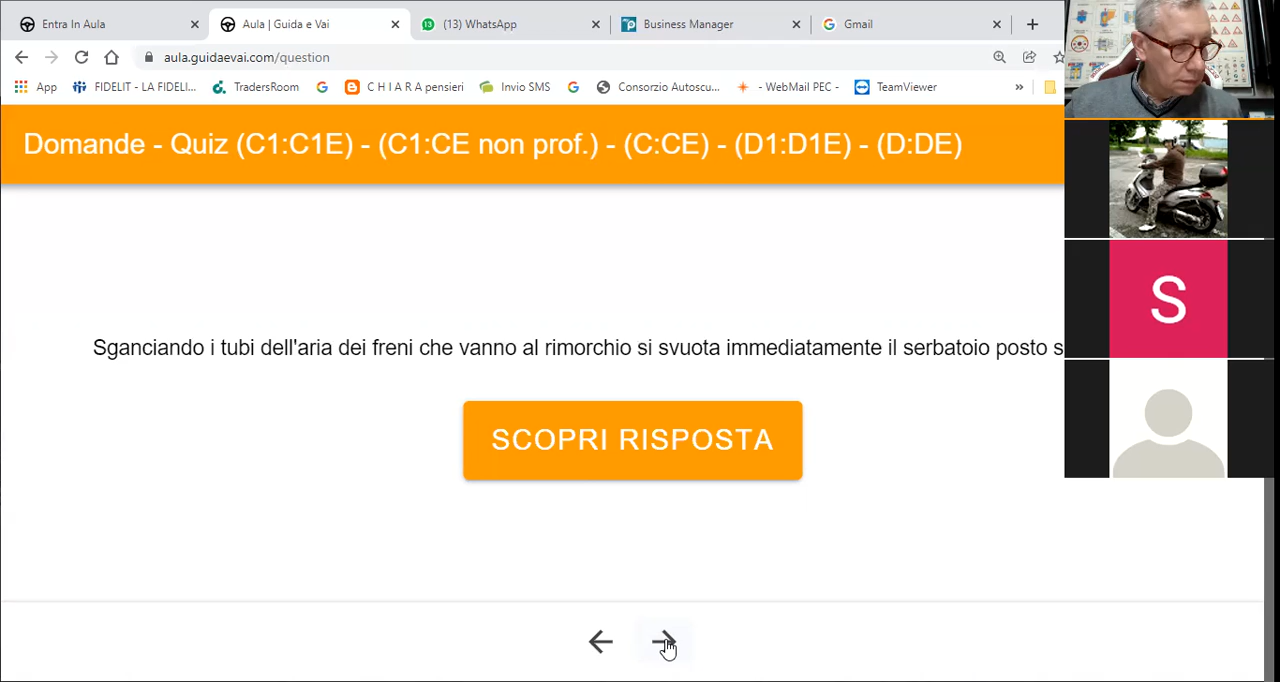 Entra In Aula
Aula | Guida e Vai
(13) WhatsApp
Business Manager
Gmail
aula.guidaevai.com/question
App
FIDELIT - LA FIDELI...
TradersRoom
C H I A R A pensieri
Invio SMS
Consorzio Autoscu...
- WebMail PEC -
TeamViewer
»
Domande - Quiz (C1:C1E) - (C1:CE non prof.) - (C:CE) - (D1:D1E) - (D:DE)
Sganciando i tubi dell'aria dei freni che vanno al rimorchio si svuota immediatamente il serbatoio posto s
SCOPRI RISPOSTA
S